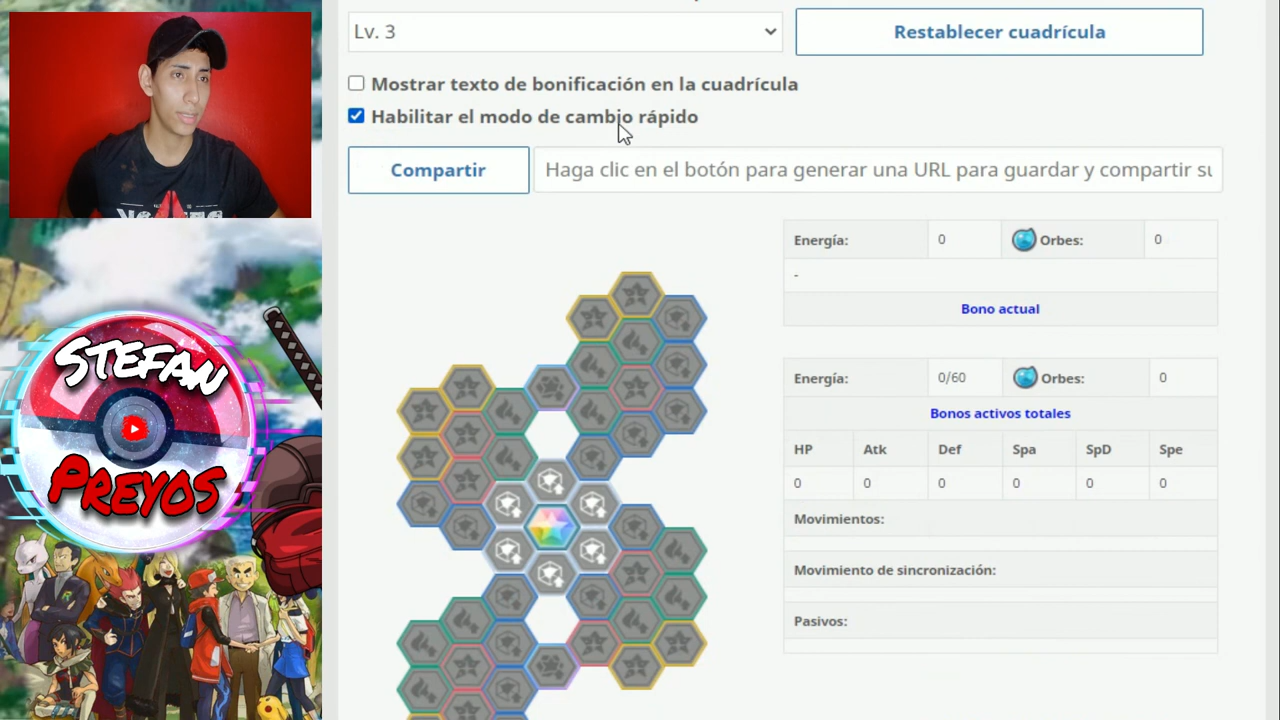 Lv. 3
Restablecer cuadrícula
Mostrar texto de bonificación en la cuadrícula
Habilitar el modo de cambio rápido
Compartir
Haga clic en el botón para generar una URL para guardar y compartir su
Energía: 0 Orbes: 0
-
Bono actual
Energía: 0/60 Orbes: 0
Bonos activos totales
HP Atk Def Spa SpD Spe
0 0 0 0 0 0
Movimientos:
Movimiento de sincronización:
Pasivos:
STEFAN
PREYOS